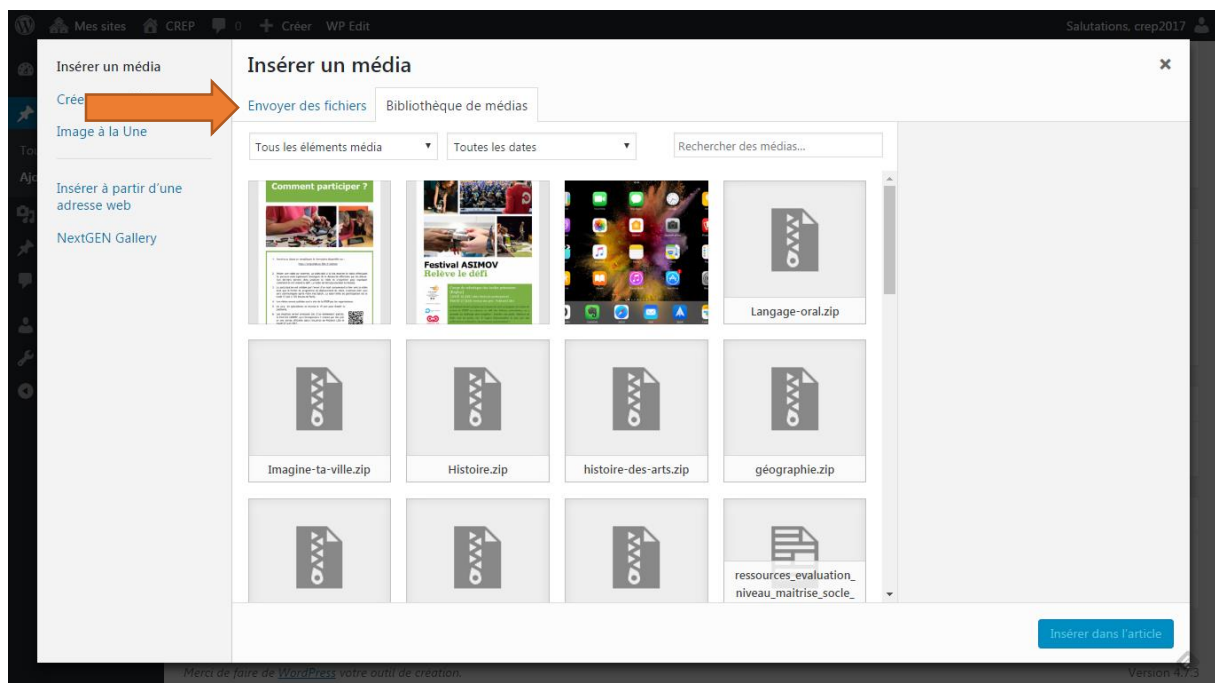 Mes sites CREP 0 Créer WP Edit Salutations, crep2017
Insérer un média
Insérer un média
Envoyer des fichiers Bibliothèque de médias
Image à la Une
Tous les éléments média Toutes les dates Rechercher des médias...
Insérer à partir d'une
adresse web
NextGEN Gallery
Comment participer ?
Festival ASIMOV
Relève le défi
Langage-oral.zip
Imagine-ta-ville.zip Histoire.zip histoire-des-arts.zip géographie.zip
ressources_evaluation_
niveau_maitrise_socle_
Insérer dans l'article
Merci de faire de WordPress votre outil de création. Version 4.7.3